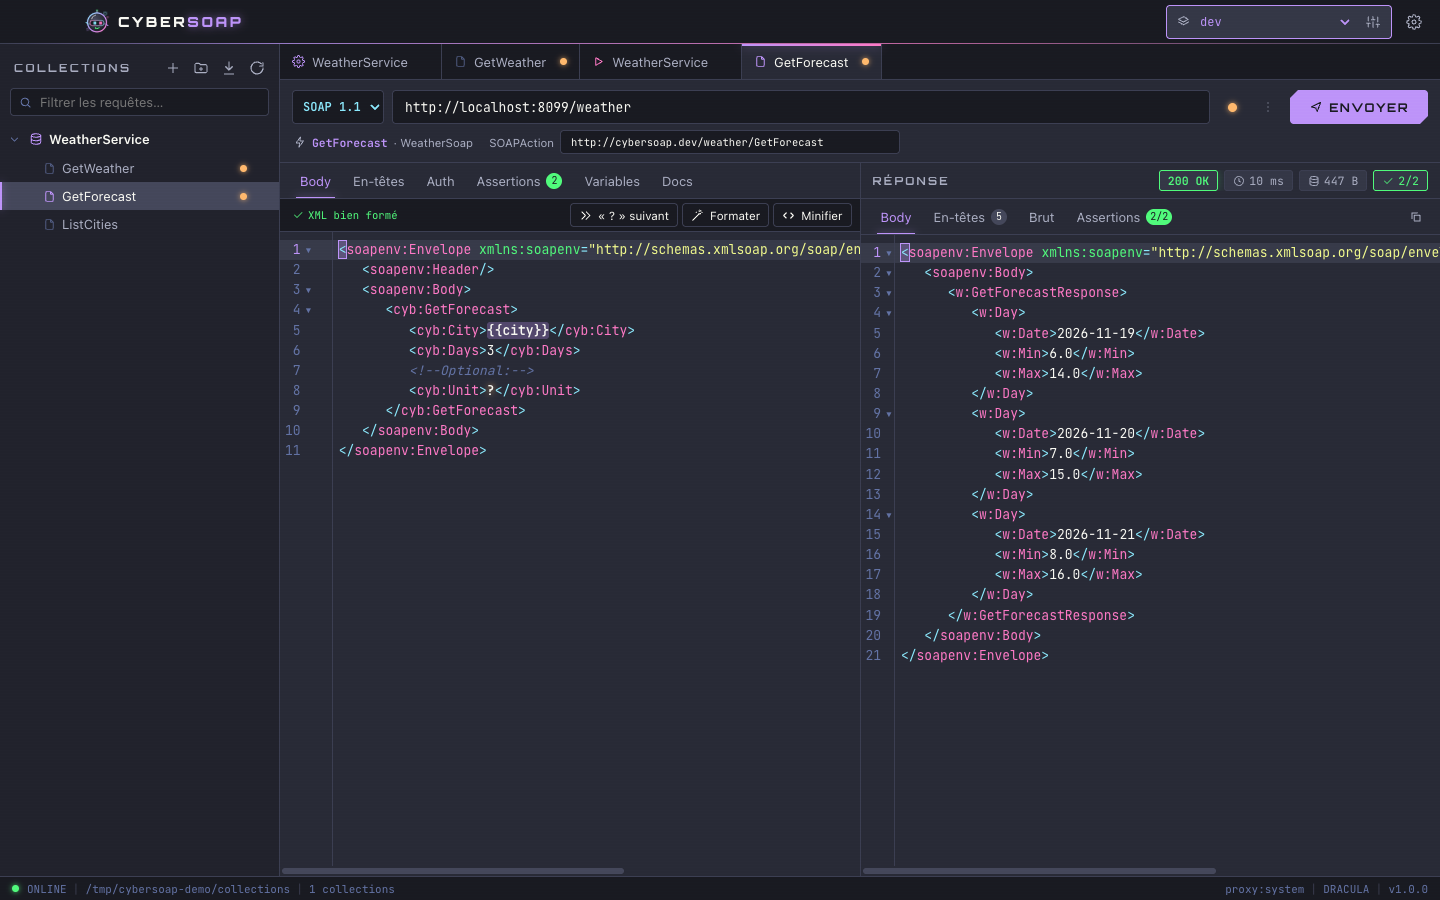 CYBERSOAP
dev
COLLECTIONS
Filtrer les requêtes...
WeatherService
GetWeather
GetForecast
ListCities
WeatherService
GetWeather
WeatherService
GetForecast
SOAP 1.1
http://localhost:8099/weather
ENVOYER
GetForecast · WeatherSoap SOAPAction http://cybersoap.dev/weather/GetForecast
Body En-têtes Auth Assertions 2 Variables Docs
XML bien formé
« ? » suivant
Formater
Minifier
1 <soapenv:Envelope xmlns:soapenv="http://schemas.xmlsoap.org/soap/en
2 <soapenv:Header/>
3 <soapenv:Body>
4 <cyb:GetForecast>
5 <cyb:City>{{city}}</cyb:City>
6 <cyb:Days>3</cyb:Days>
7 <!--Optional:-->
8 <cyb:Unit>?</cyb:Unit>
9 </cyb:GetForecast>
10 </soapenv:Body>
11 </soapenv:Envelope>
RÉPONSE
200 OK
10 ms
447 B
2/2
Body En-têtes 5 Brut Assertions 2/2
1 <soapenv:Envelope xmlns:soapenv="http://schemas.xmlsoap.org/soap/enve
2 <soapenv:Body>
3 <w:GetForecastResponse>
4 <w:Day>
5 <w:Date>2026-11-19</w:Date>
6 <w:Min>6.0</w:Min>
7 <w:Max>14.0</w:Max>
8 </w:Day>
9 <w:Day>
10 <w:Date>2026-11-20</w:Date>
11 <w:Min>7.0</w:Min>
12 <w:Max>15.0</w:Max>
13 </w:Day>
14 <w:Day>
15 <w:Date>2026-11-21</w:Date>
16 <w:Min>8.0</w:Min>
17 <w:Max>16.0</w:Max>
18 </w:Day>
19 </w:GetForecastResponse>
20 </soapenv:Body>
21 </soapenv:Envelope>
ONLINE | /tmp/cybersoap-demo/collections | 1 collections
proxy:system | DRACULA | v1.0.0